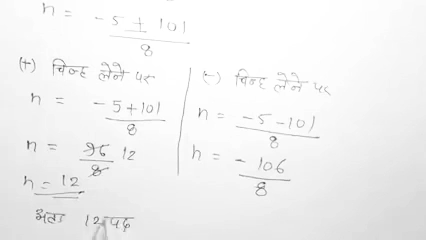 n = -5 ± 101 / 8
(+) चिन्ह लेने पर
n = -5 + 101 / 8
n = 96 / 8 12
n = 12
अतः 12 पद
(-) चिन्ह लेने पर
n = -5 - 101 / 8
n = - 106 / 8